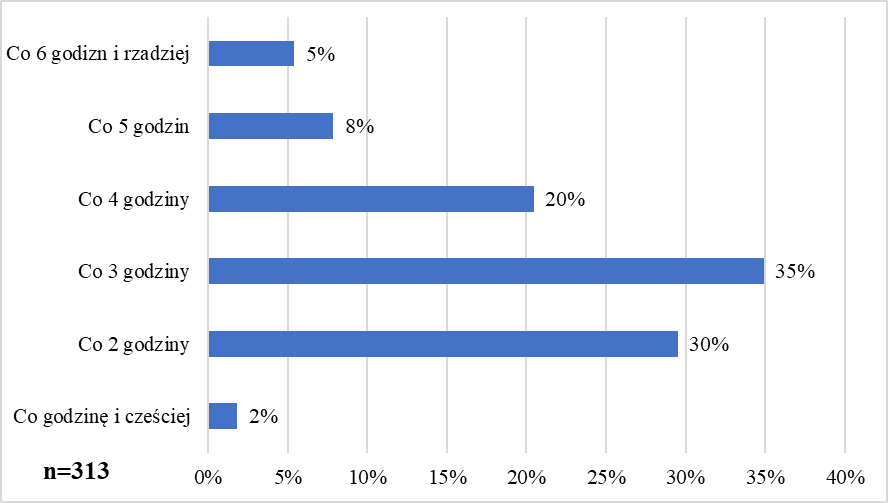 Co 6 godizn i rzadziej 5%
Co 5 godzin 8%
Co 4 godziny 20%
Co 3 godziny 35%
Co 2 godziny 30%
Co godzinę i cześciej 2%
n=313
0% 5% 10% 15% 20% 25% 30% 35% 40%